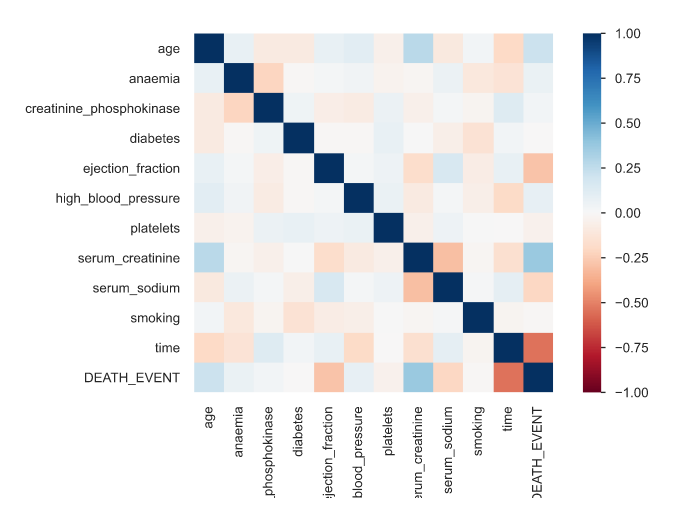 age
anaemia
creatinine_phosphokinase
diabetes
ejection_fraction
high_blood_pressure
platelets
serum_creatinine
serum_sodium
smoking
time
DEATH_EVENT
1.00
0.75
0.50
0.25
0.00
−0.25
−0.50
−0.75
−1.00
age
anaemia
phosphokinase
diabetes
jection_fraction
blood_pressure
platelets
erum_creatinine
serum_sodium
smoking
time
DEATH_EVENT